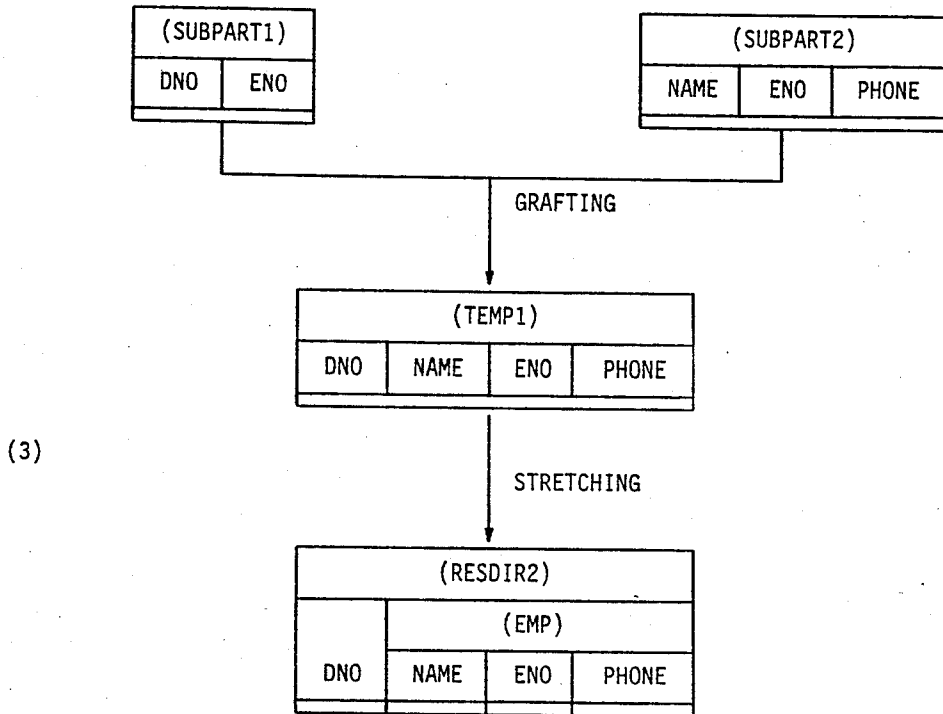 (SUBPART1)
DNO ENO
(SUBPART2)
NAME ENO PHONE
GRAFTING
(TEMP1)
DNO NAME ENO PHONE
(3)
STRETCHING
(RESDIR2)
(EMP)
DNO NAME ENO PHONE